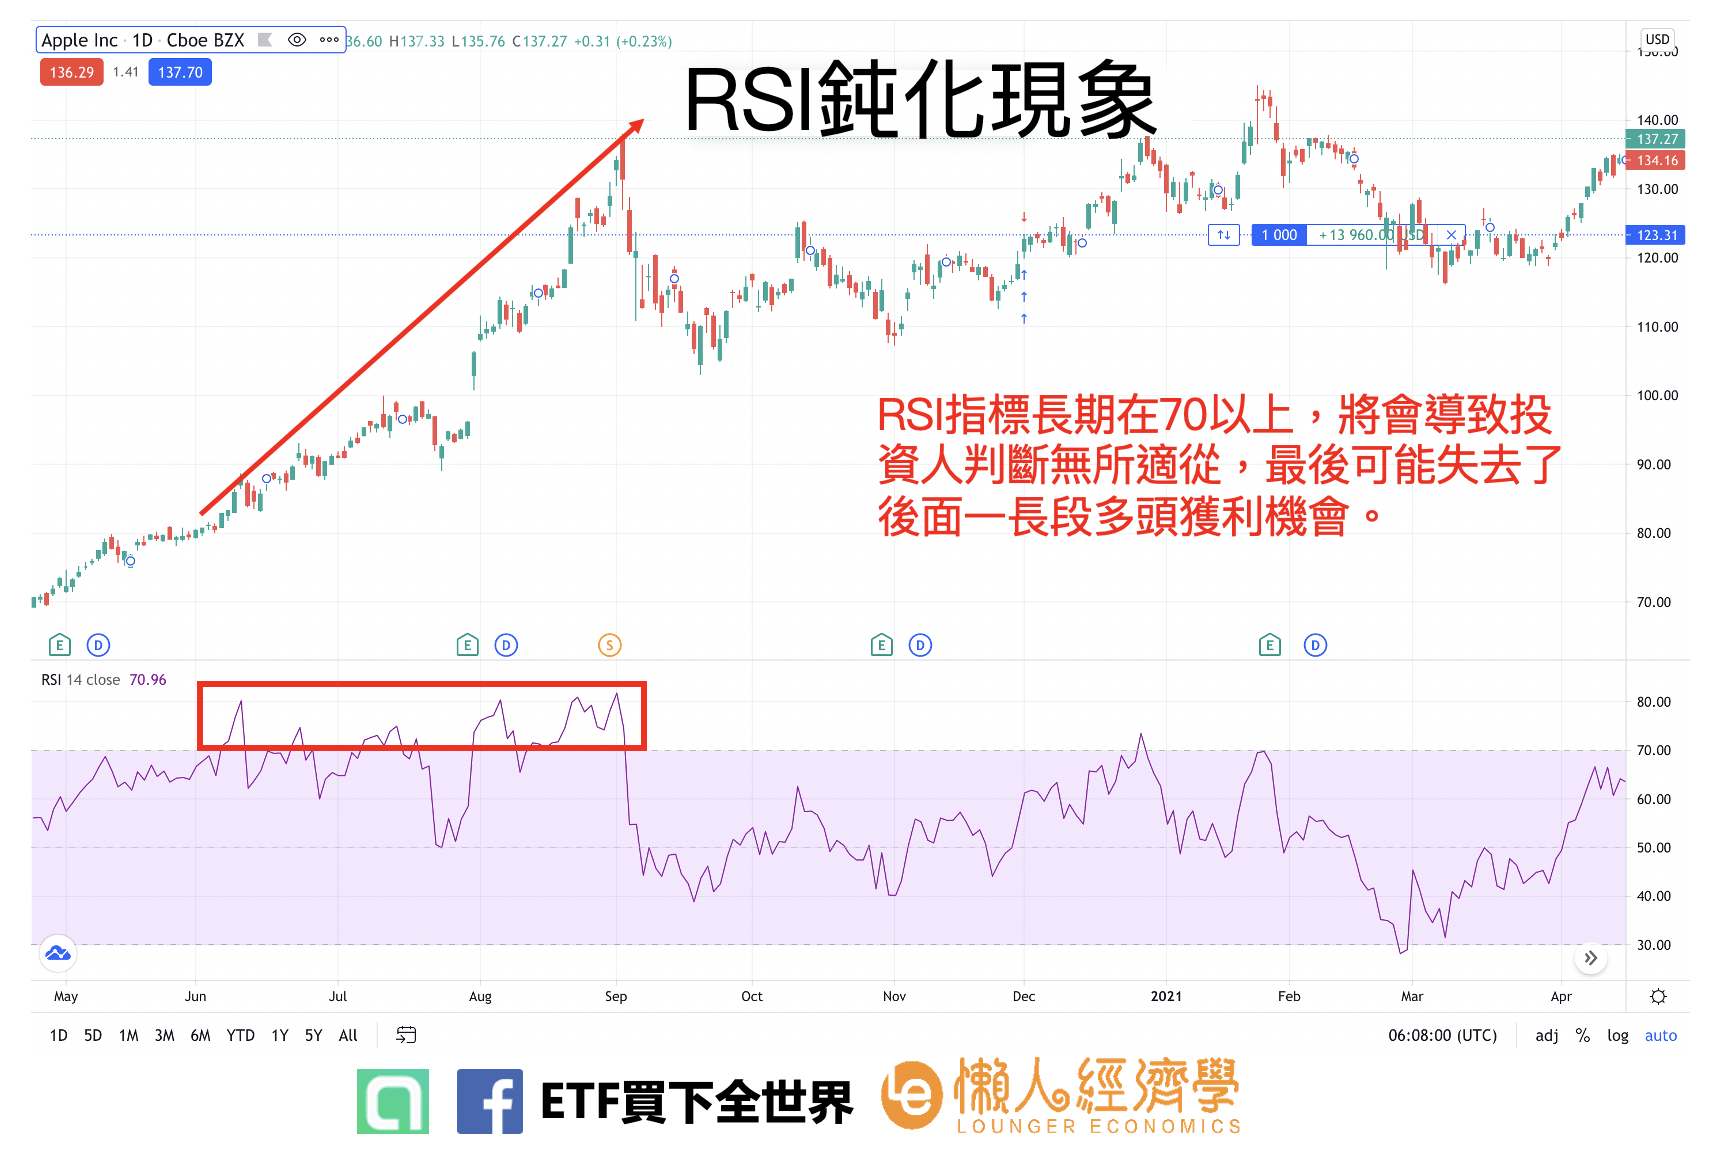 Apple Inc · 1D · Cboe BZX 36.60 H137.33 L135.76 C137.27 +0.31 (+0.23%)
136.29 1.41 137.70
USD
150.00
RSI鈍化現象
140.00
137.27
134.16
130.00
1 000 +13 960.00 USD
123.31
120.00
110.00
100.00
RSI指標長期在70以上，將會導致投
資人判斷無所適從，最後可能失去了
後面一長段多頭獲利機會。
90.00
80.00
70.00
E D E D S E D E D
RSI 14 close 70.96
80.00
70.00
60.00
50.00
40.00
30.00
May Jun Jul Aug Sep Oct Nov Dec 2021 Feb Mar Apr
1D 5D 1M 3M 6M YTD 1Y 5Y All 06:08:00 (UTC) adj % log auto
ETF買下全世界
懶人經濟學
LOUNGER ECONOMICS